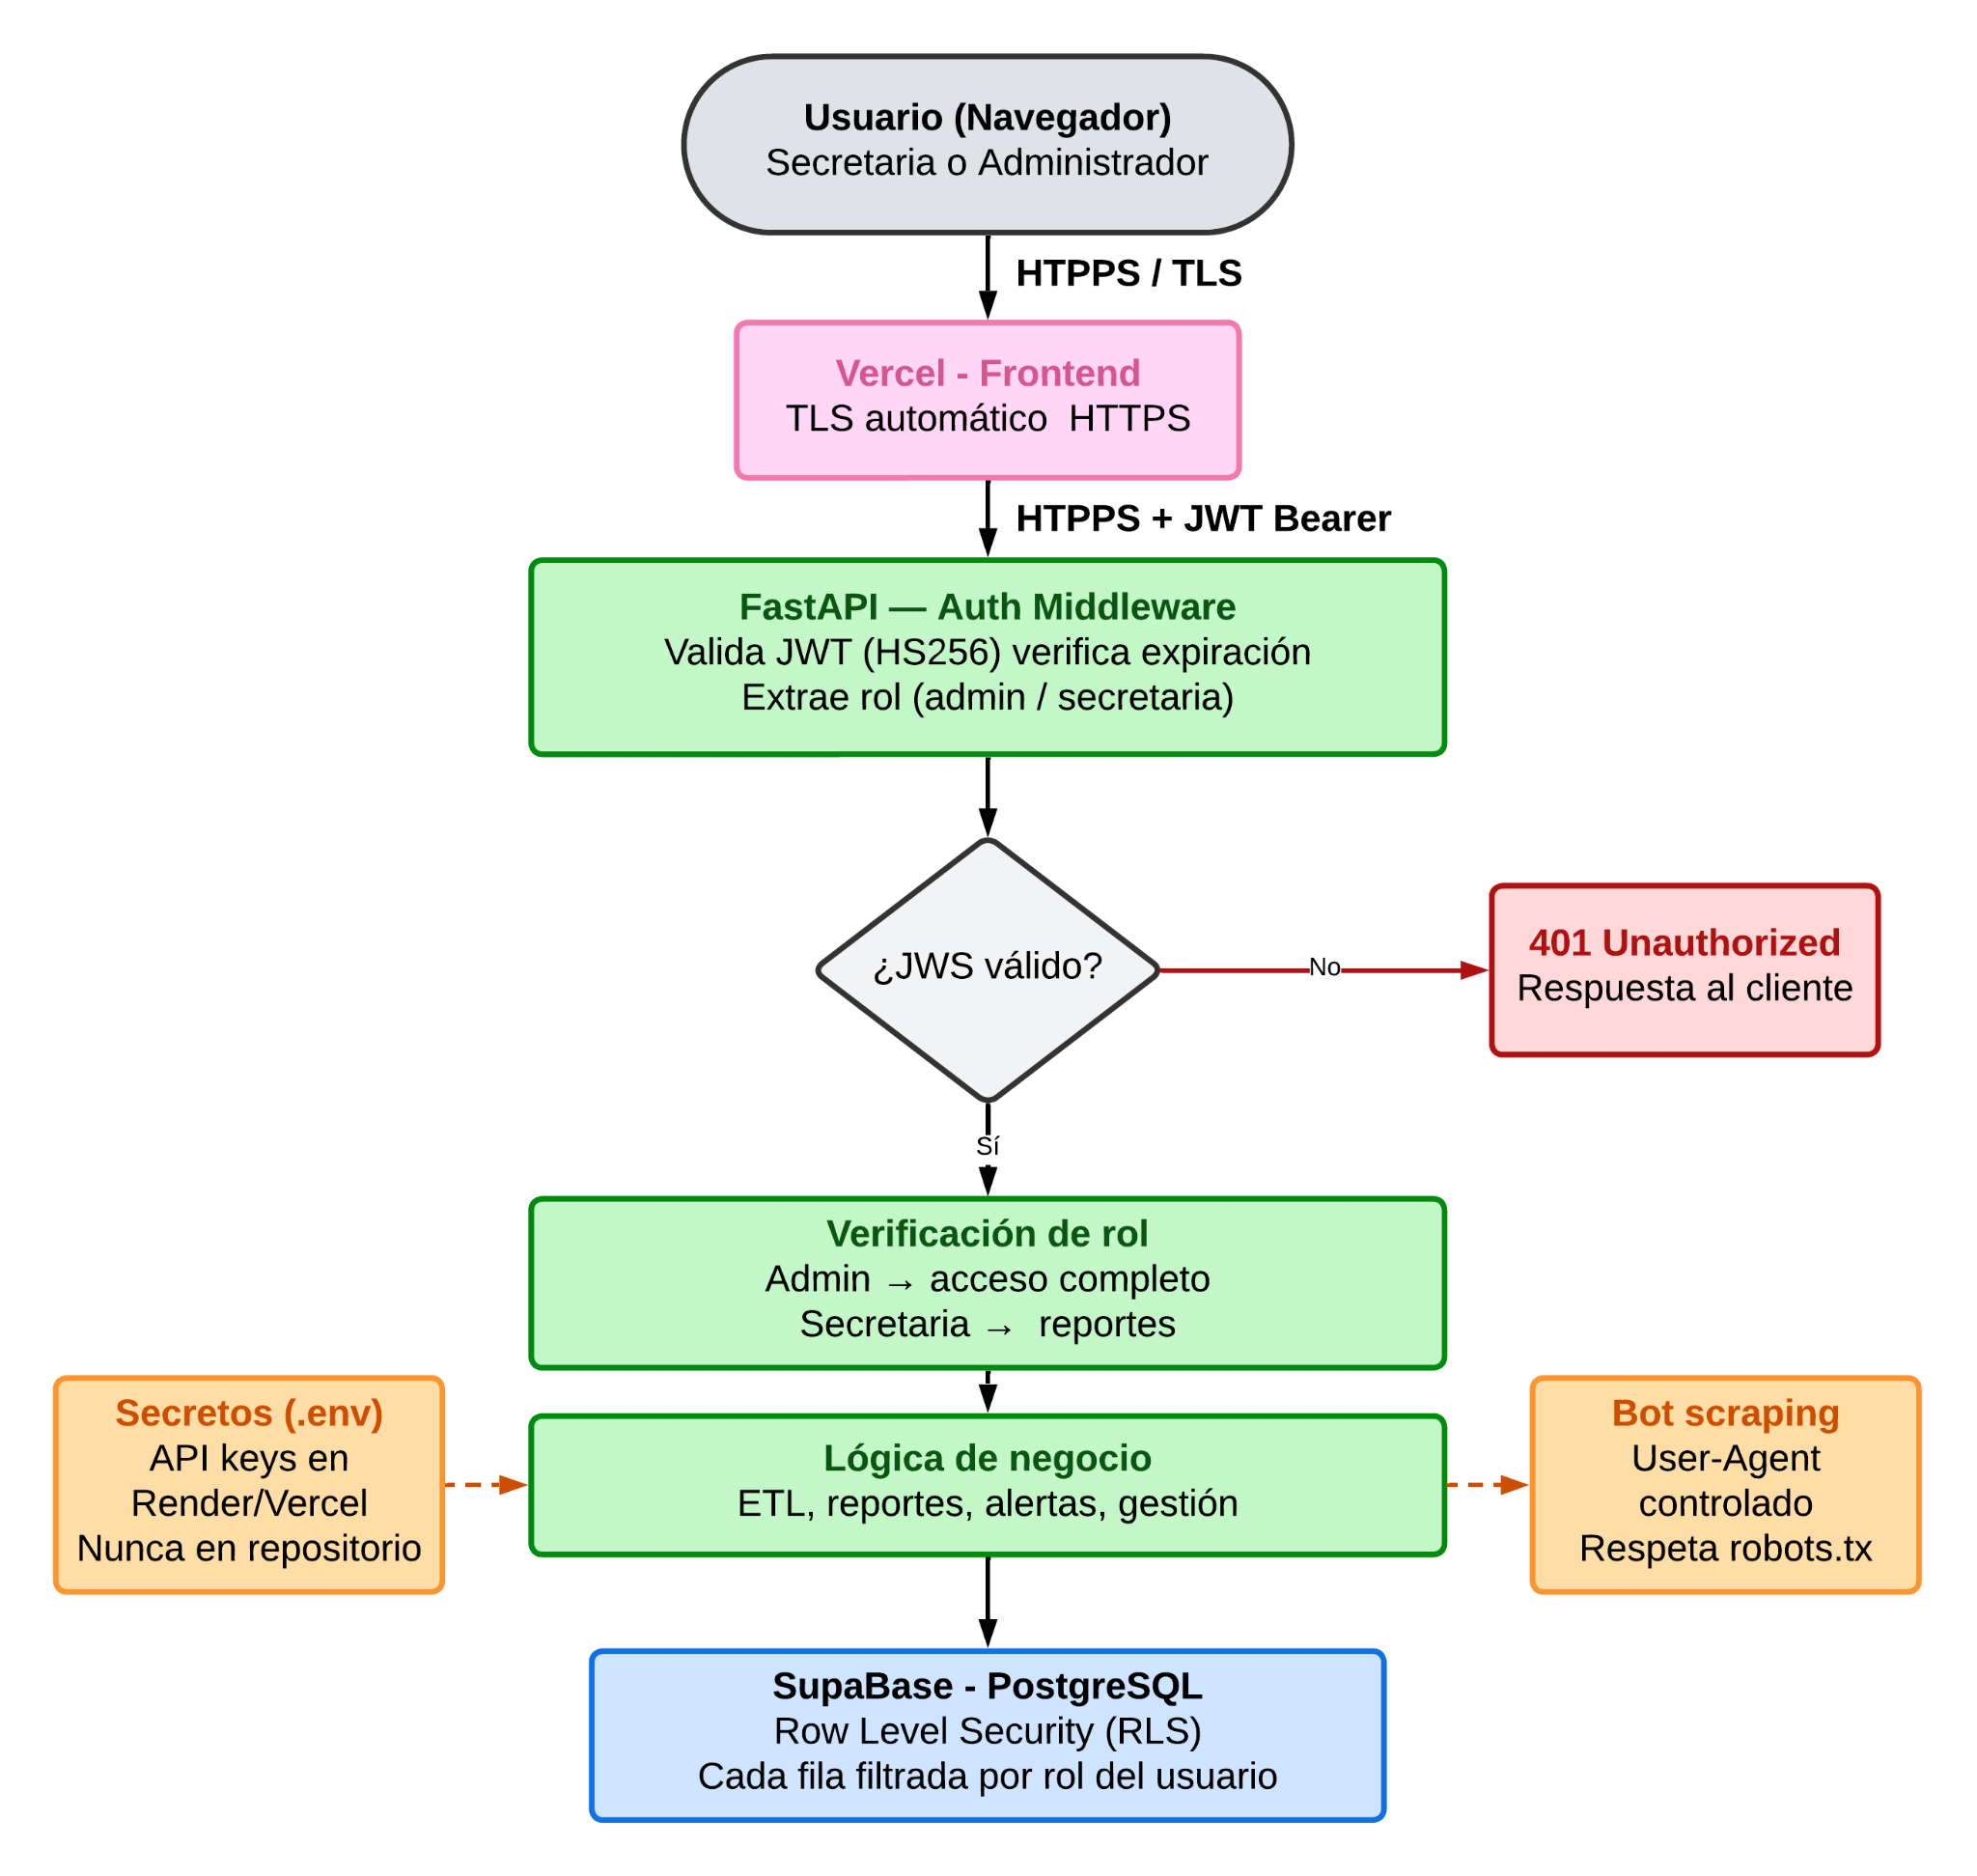 Usuario (Navegador)
Secretaria o Administrador
HTPPS / TLS
Vercel - Frontend
TLS automático  HTTPS
HTPPS + JWT Bearer
FastAPI — Auth Middleware
Valida JWT (HS256) verifica expiración
Extrae rol (admin / secretaria)
¿JWS válido?
No
401 Unauthorized
Respuesta al cliente
Sí
Verificación de rol
Admin → acceso completo
Secretaria →  reportes
Secretos (.env)
API keys en
Render/Vercel
Nunca en repositorio
Lógica de negocio
ETL, reportes, alertas, gestión
Bot scraping
User-Agent
controlado
Respeta robots.tx
SupaBase - PostgreSQL
Row Level Security (RLS)
Cada fila filtrada por rol del usuario